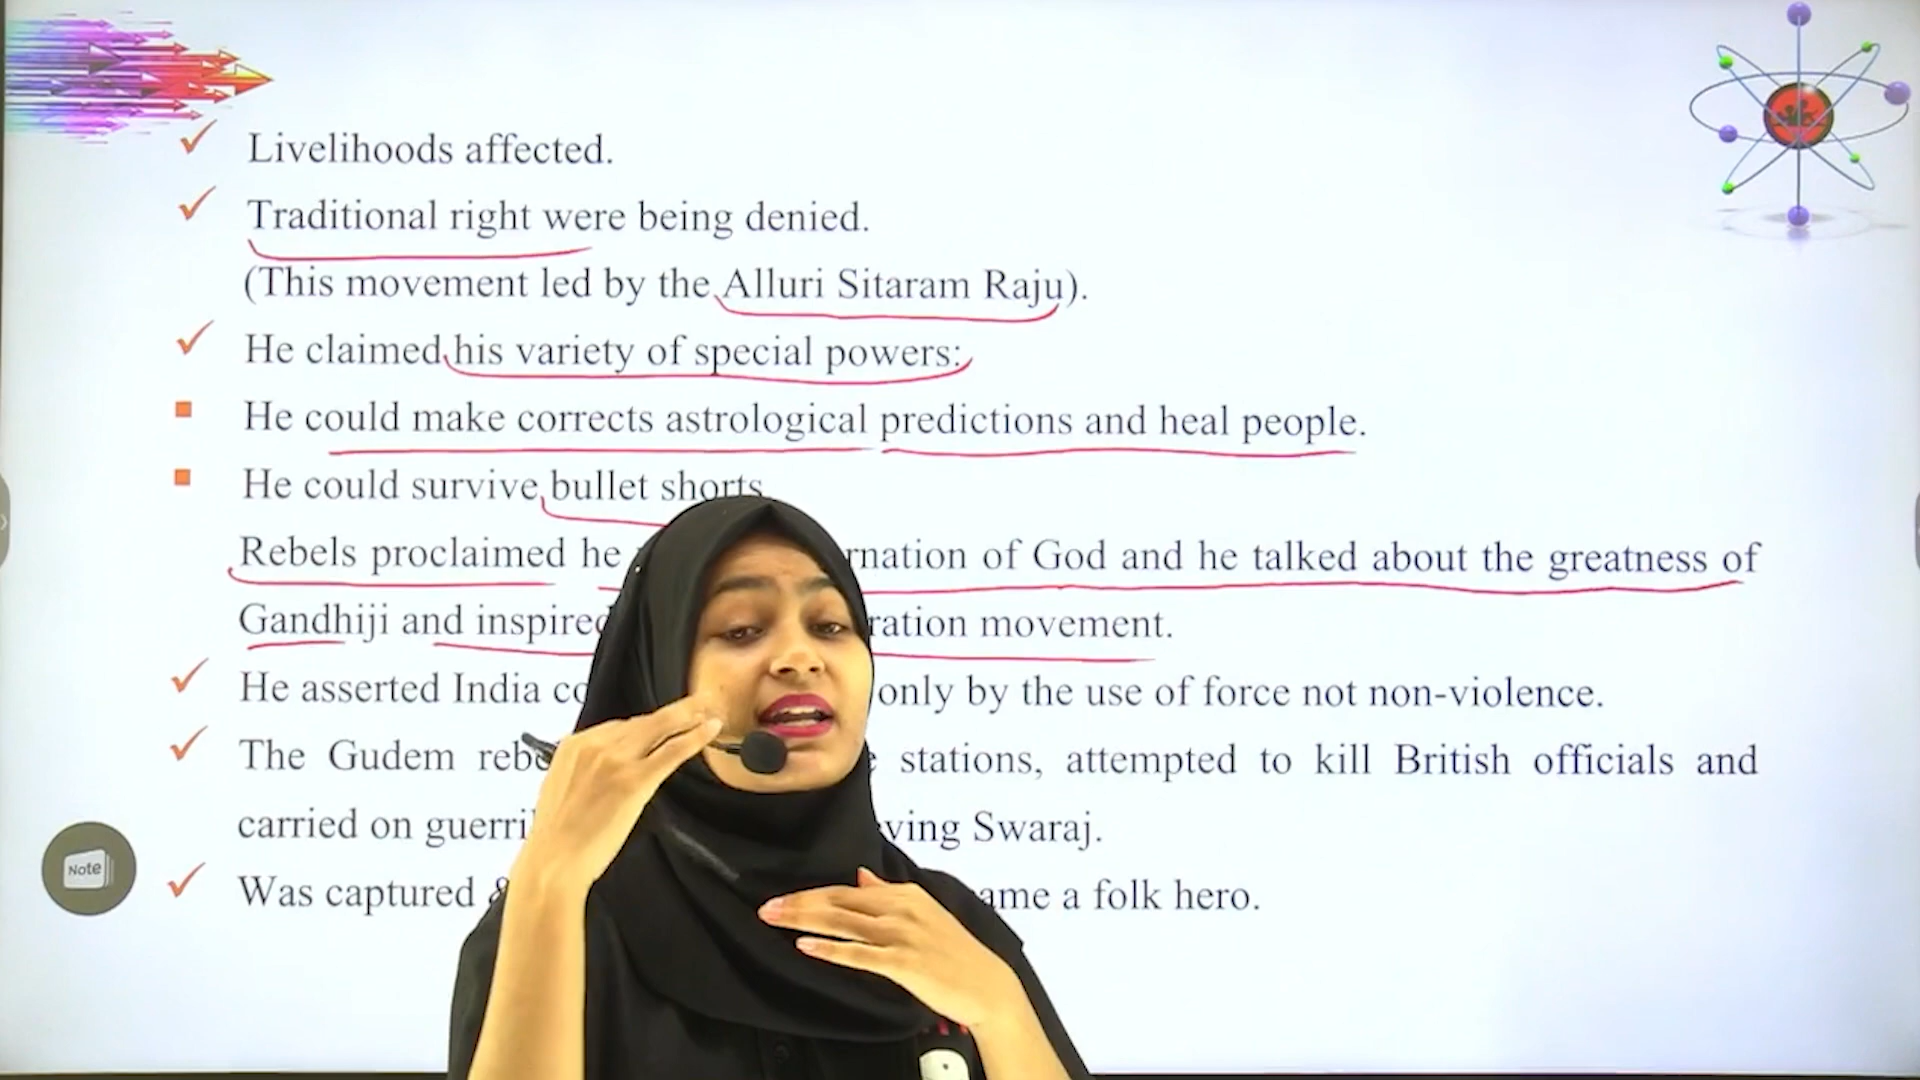 Livelihoods affected.
Traditional right were being denied.
(This movement led by the Alluri Sitaram Raju).
He claimed his variety of special powers:
He could make corrects astrological predictions and heal people.
He could survive bullet shorts
Rebels proclaimed he rnation of God and he talked about the greatness of
Gandhiji and inspired ration movement.
He asserted India only by the use of force not non-violence.
The Gudem stations, attempted to kill British officials and
carried on ving Swaraj.
Note
Was captured a folk hero.